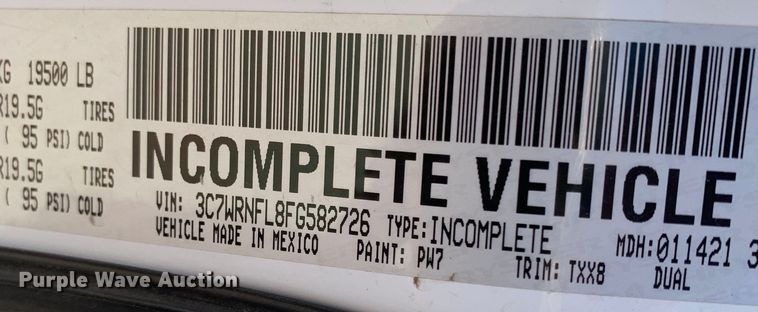 KG 19500 LB
R19.5G TIRES
( 95 PSI) COLD
R19.5G TIRES
( 95 PSI) COLD
INCOMPLETE VEHICLE
VIN: 3C7WRNFL8FG582726 TYPE:INCOMPLETE MDH:011421 3
VEHICLE MADE IN MEXICO PAINT: PW7 TRIM: TXX8 DUAL
Purple Wave Auction